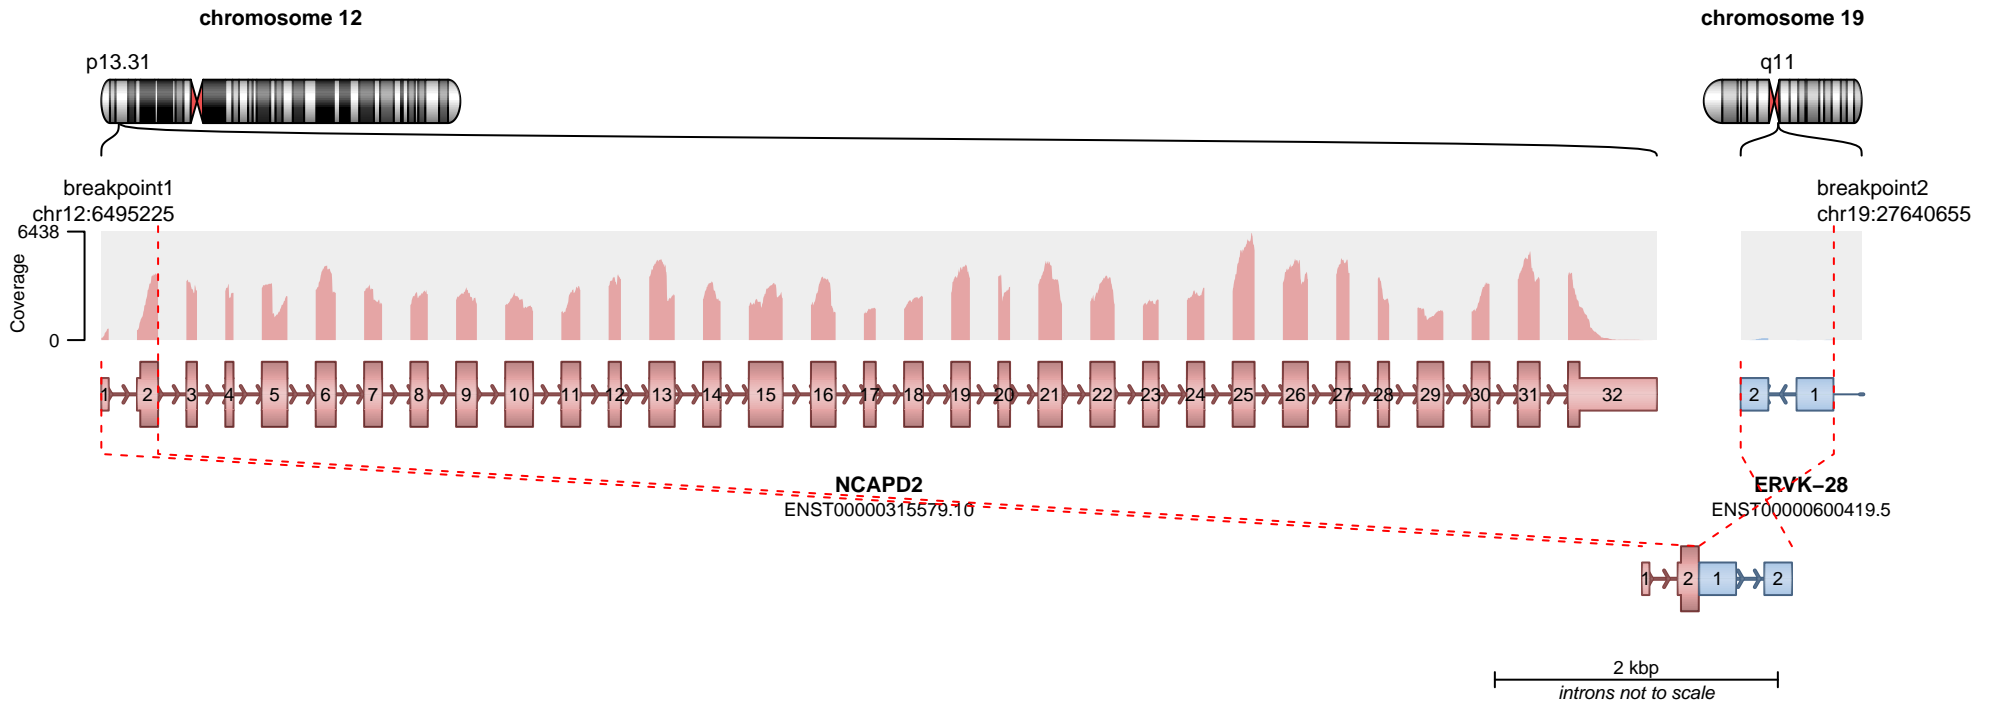 chromosome 12
chromosome 19
p13.31
q11
breakpoint1
chr12:6495225
breakpoint2
chr19:27640655
6438
Coverage
0
1 2 3 4 5 6 7 8 9 10 11 12 13 14 15 16 17 18 19 20 21 22 23 24 25 26 27 28 29 30 31 32
2 1
NCAPD2
ENST00000315579.10
ERVK−28
ENST00000600419.5
1 2 1 2
2 kbp
introns not to scale